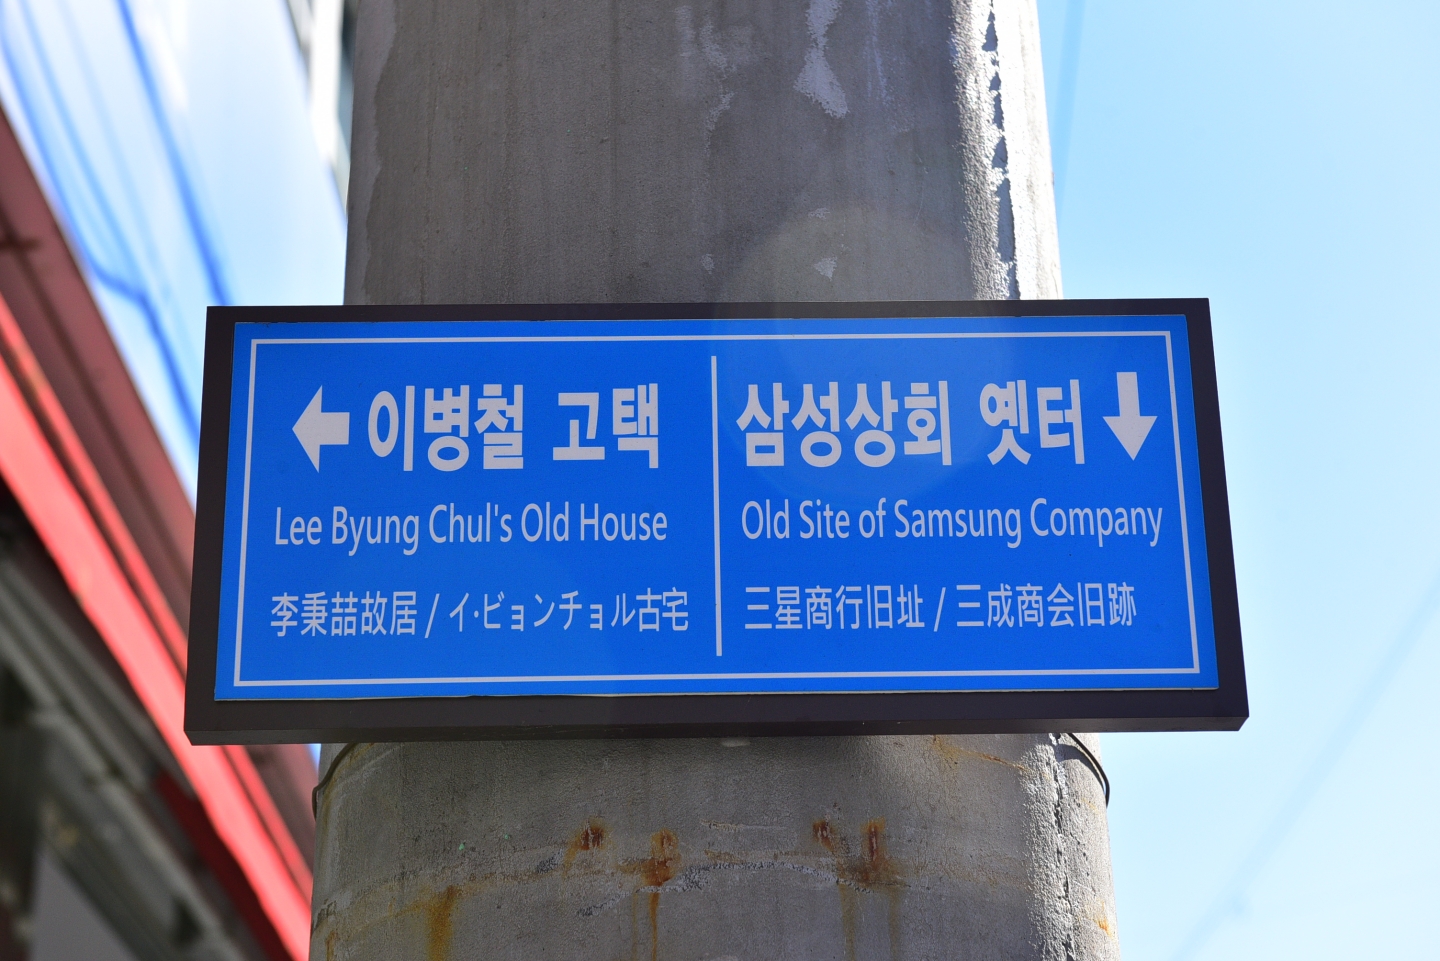 ← 이병철 고택
Lee Byung Chul's Old House
李秉喆故居 / イ·ビョンチョル古宅
삼성상회 옛터 ↓
Old Site of Samsung Company
三星商行旧址 / 三成商会旧跡